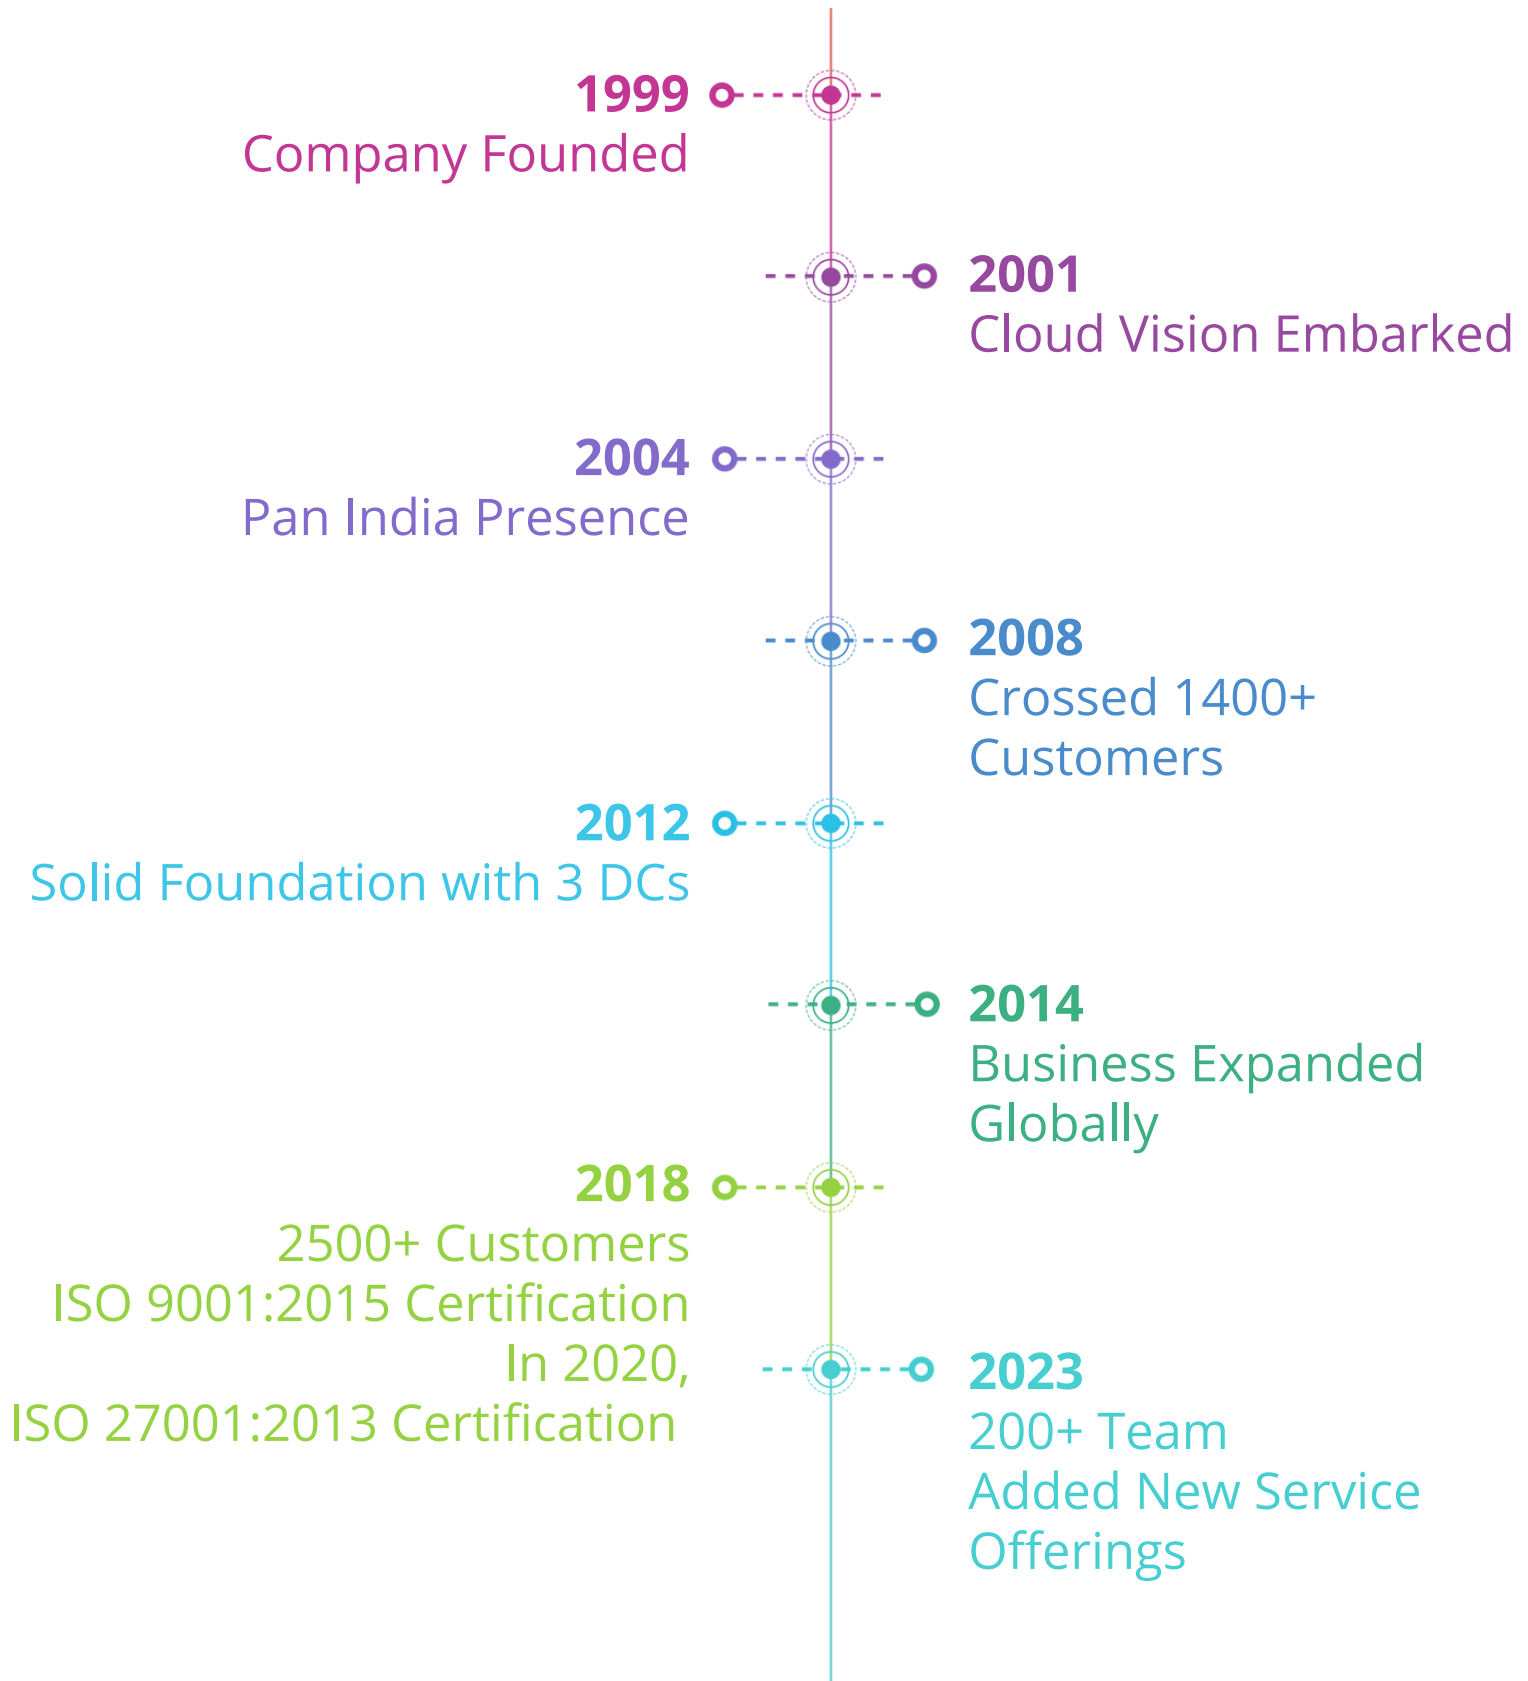 1999
Company Founded
2001
Cloud Vision Embarked
2004
Pan India Presence
2008
Crossed 1400+
Customers
2012
Solid Foundation with 3 DCs
2014
Business Expanded
Globally
2018
2500+ Customers
ISO 9001:2015 Certification
In 2020,
ISO 27001:2013 Certification
2023
200+ Team
Added New Service
Offerings